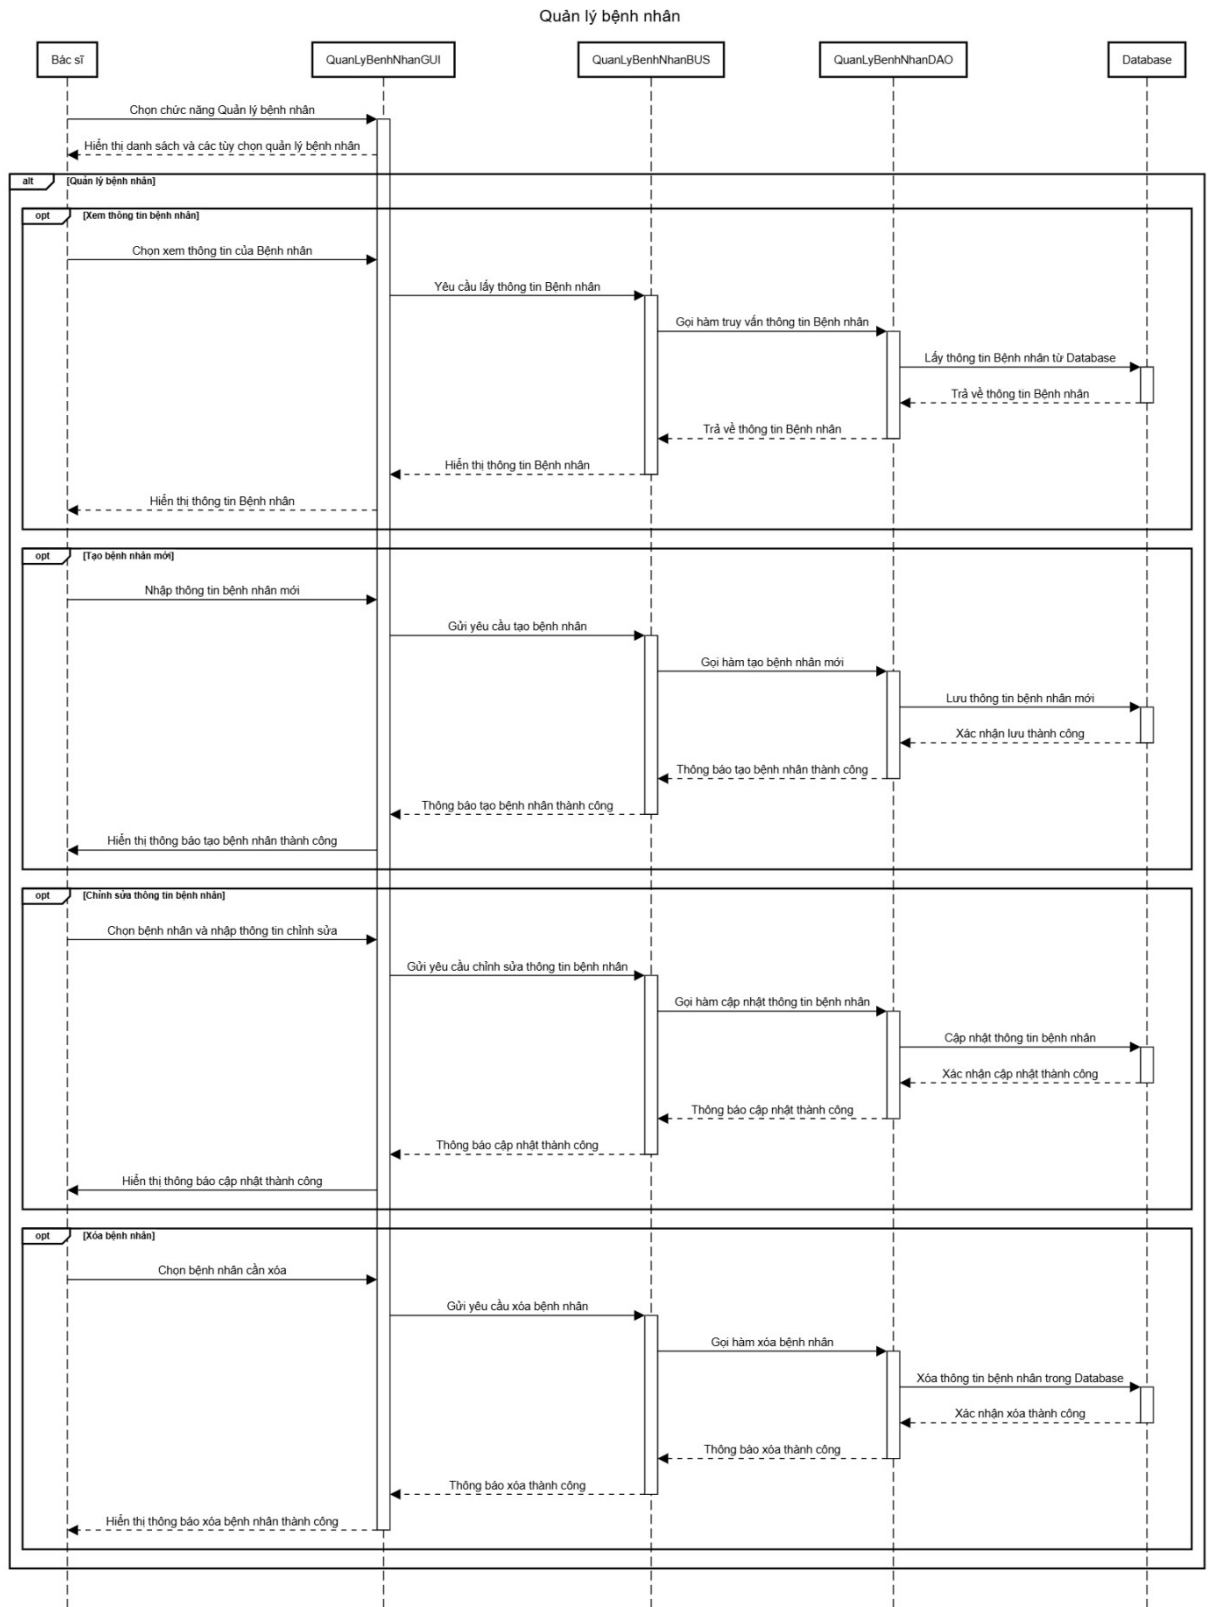 Quản lý bệnh nhân
Bác sĩ
QuanLyBenhNhanGUI
QuanLyBenhNhanBUS
QuanLyBenhNhanDAO
Database
Chọn chức năng Quản lý bệnh nhân
Hiển thị danh sách và các tùy chọn quản lý bệnh nhân
alt [Quản lý bệnh nhân]
opt [Xem thông tin bệnh nhân]
Chọn xem thông tin của Bệnh nhân
Yêu cầu lấy thông tin Bệnh nhân
Gọi hàm truy vấn thông tin Bệnh nhân
Lấy thông tin Bệnh nhân từ Database
Trả về thông tin Bệnh nhân
Trả về thông tin Bệnh nhân
Hiển thị thông tin Bệnh nhân
Hiển thị thông tin Bệnh nhân
opt [Tạo bệnh nhân mới]
Nhập thông tin bệnh nhân mới
Gửi yêu cầu tạo bệnh nhân
Gọi hàm tạo bệnh nhân mới
Lưu thông tin bệnh nhân mới
Xác nhận lưu thành công
Thông báo tạo bệnh nhân thành công
Thông báo tạo bệnh nhân thành công
Hiển thị thông báo tạo bệnh nhân thành công
opt [Chỉnh sửa thông tin bệnh nhân]
Chọn bệnh nhân và nhập thông tin chỉnh sửa
Gửi yêu cầu chỉnh sửa thông tin bệnh nhân
Gọi hàm cập nhật thông tin bệnh nhân
Cập nhật thông tin bệnh nhân
Xác nhận cập nhật thành công
Thông báo cập nhật thành công
Thông báo cập nhật thành công
Hiển thị thông báo cập nhật thành công
opt [Xóa bệnh nhân]
Chọn bệnh nhân cần xóa
Gửi yêu cầu xóa bệnh nhân
Gọi hàm xóa bệnh nhân
Xóa thông tin bệnh nhân trong Database
Xác nhận xóa thành công
Thông báo xóa thành công
Thông báo xóa thành công
Hiển thị thông báo xóa bệnh nhân thành công